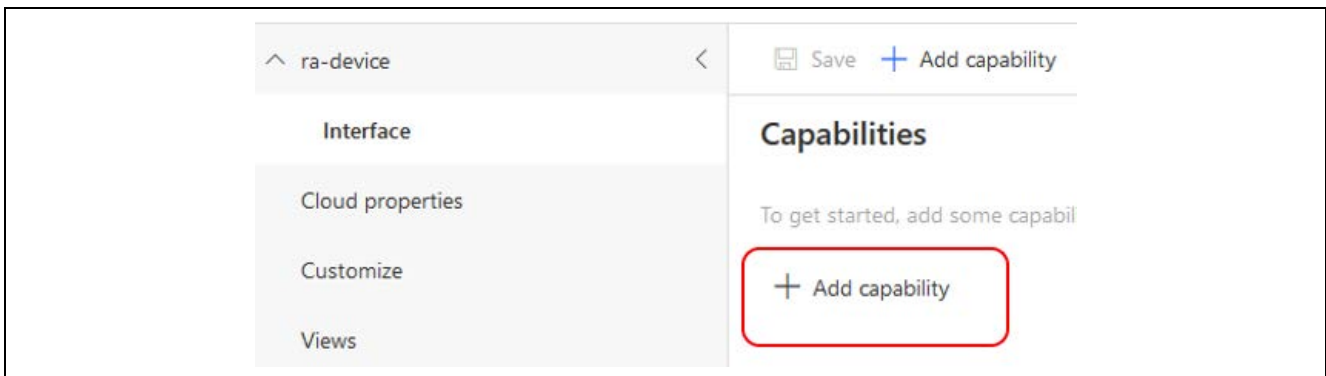 ra-device
Interface
Cloud properties
Customize
Views
Save + Add capability
Capabilities
To get started, add some capabil
+ Add capability